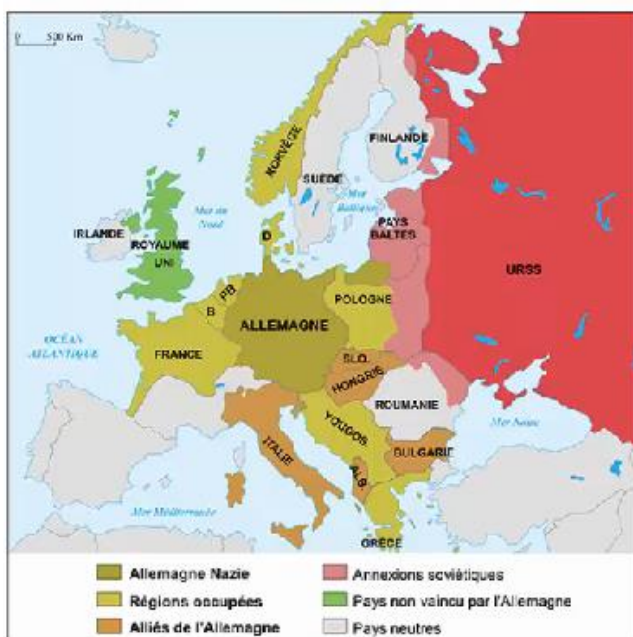 500 Km
FINLANDE
NORVÈGE
SUÈDE
Mer du
Nord
Mer
Baltique
IRLANDE
ROYAUME
UNI
D
PAYS
BALTES
URSS
PB
B
POLOGNE
ALLEMAGNE
OCÉAN
ATLANTIQUE
FRANCE
SLO.
HONGRIE
ROUMANIE
YOUGOS
Mer Noire
ITALIE
BULGARIE
ALB.
Mer Méditerranée
GRÈCE
Allemagne Nazie
Régions occupées
Alliés de l'Allemagne
Annexions soviétiques
Pays non vaincu par l'Allemagne
Pays neutres